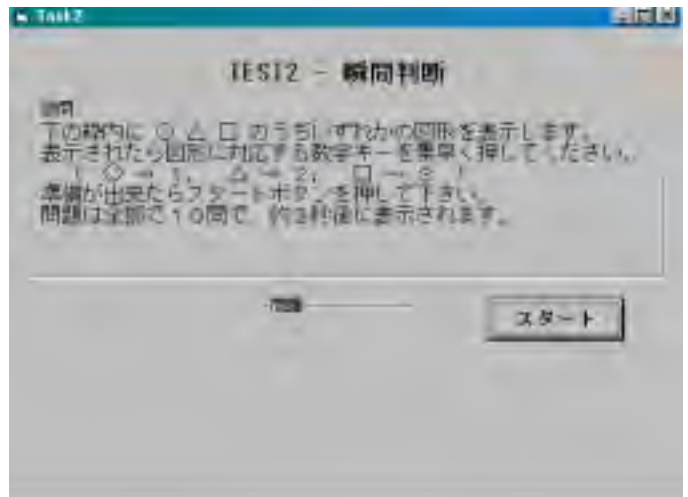 Task2
TEST2 - 瞬間判断
説明
下の枠内に ○ △ □ のうちいずれかの図形を表示します。
表示されたら図形に対応する数字キーを素早く押してください。
( ○ → 1, △ → 2, □ → 3 )
準備が出来たらスタートボタンを押して下さい。
問題は全部で10問で、約3秒後に表示されます。
スタート